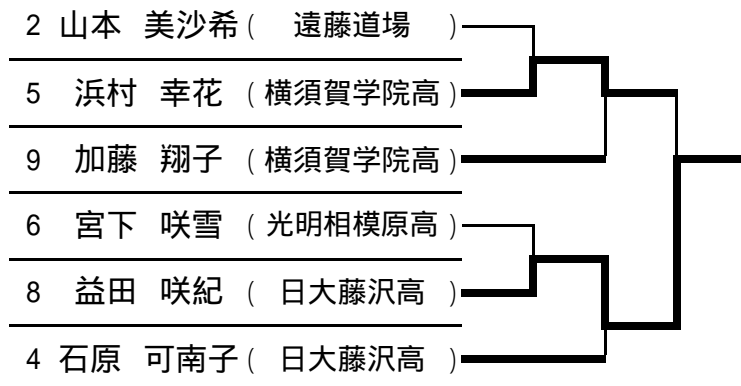 2 山本 美沙希 ( 遠藤道場 )
5 浜村 幸花 ( 横須賀学院高 )
9 加藤 翔子 ( 横須賀学院高 )
6 宮下 咲雪 ( 光明相模原高 )
8 益田 咲紀 ( 日大藤沢高 )
4 石原 可南子 ( 日大藤沢高 )